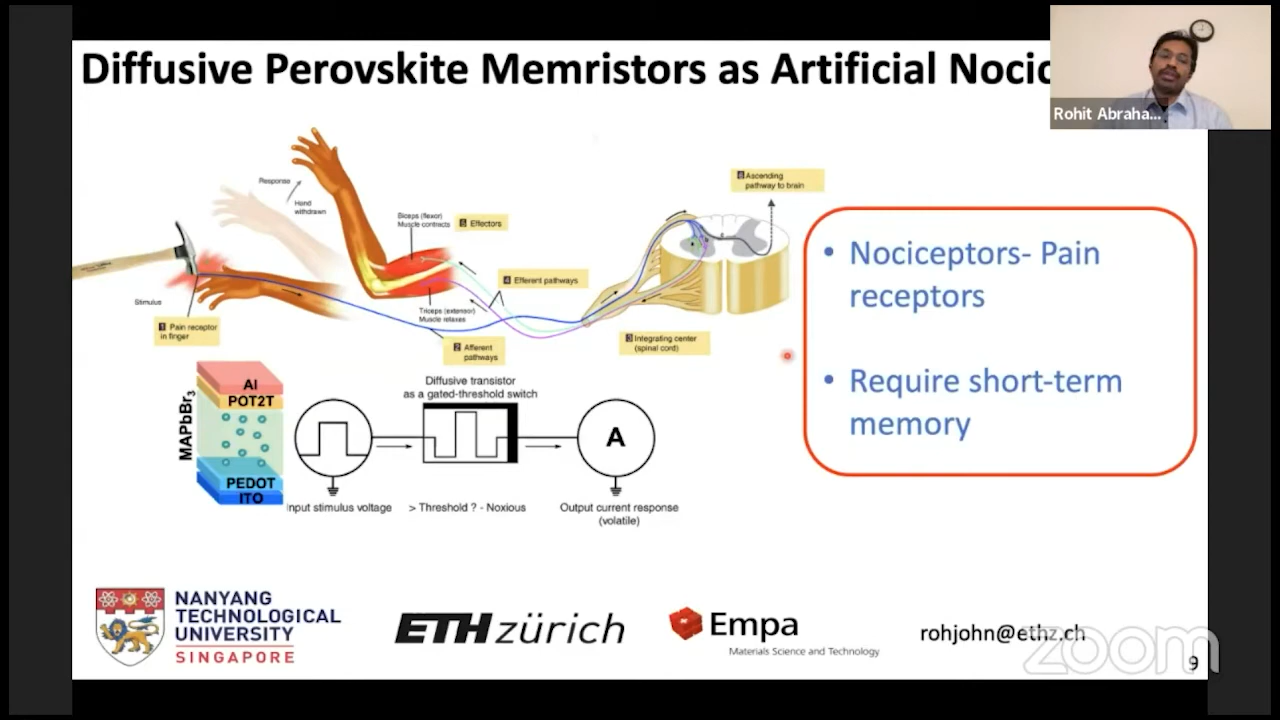 Diffusive Perovskite Memristors as Artificial Nocic
Rohit Abraha...
Response
Hand
withdrawn
Biceps (flexor)
Muscle contracts
5 Effectors
6 Ascending
pathway to brain
4 Efferent pathways
Stimulus
1 Pain receptor
in finger
Triceps (extensor)
Muscle relaxes
2 Afferent
pathways
3 Integrating center
(spinal cord)
• Nociceptors- Pain
receptors
• Require short-term
memory
MAPbBr3
Al
POT2T
PEDOT
ITO
Diffusive transistor
as a gated-threshold switch
A
Input stimulus voltage
> Threshold ? - Noxious
Output current response
(volatile)
NANYANG
TECHNOLOGICAL
UNIVERSITY
SINGAPORE
ETH zürich
Empa
Materials Science and Technology
rohjohn@ethz.ch
zoom
9